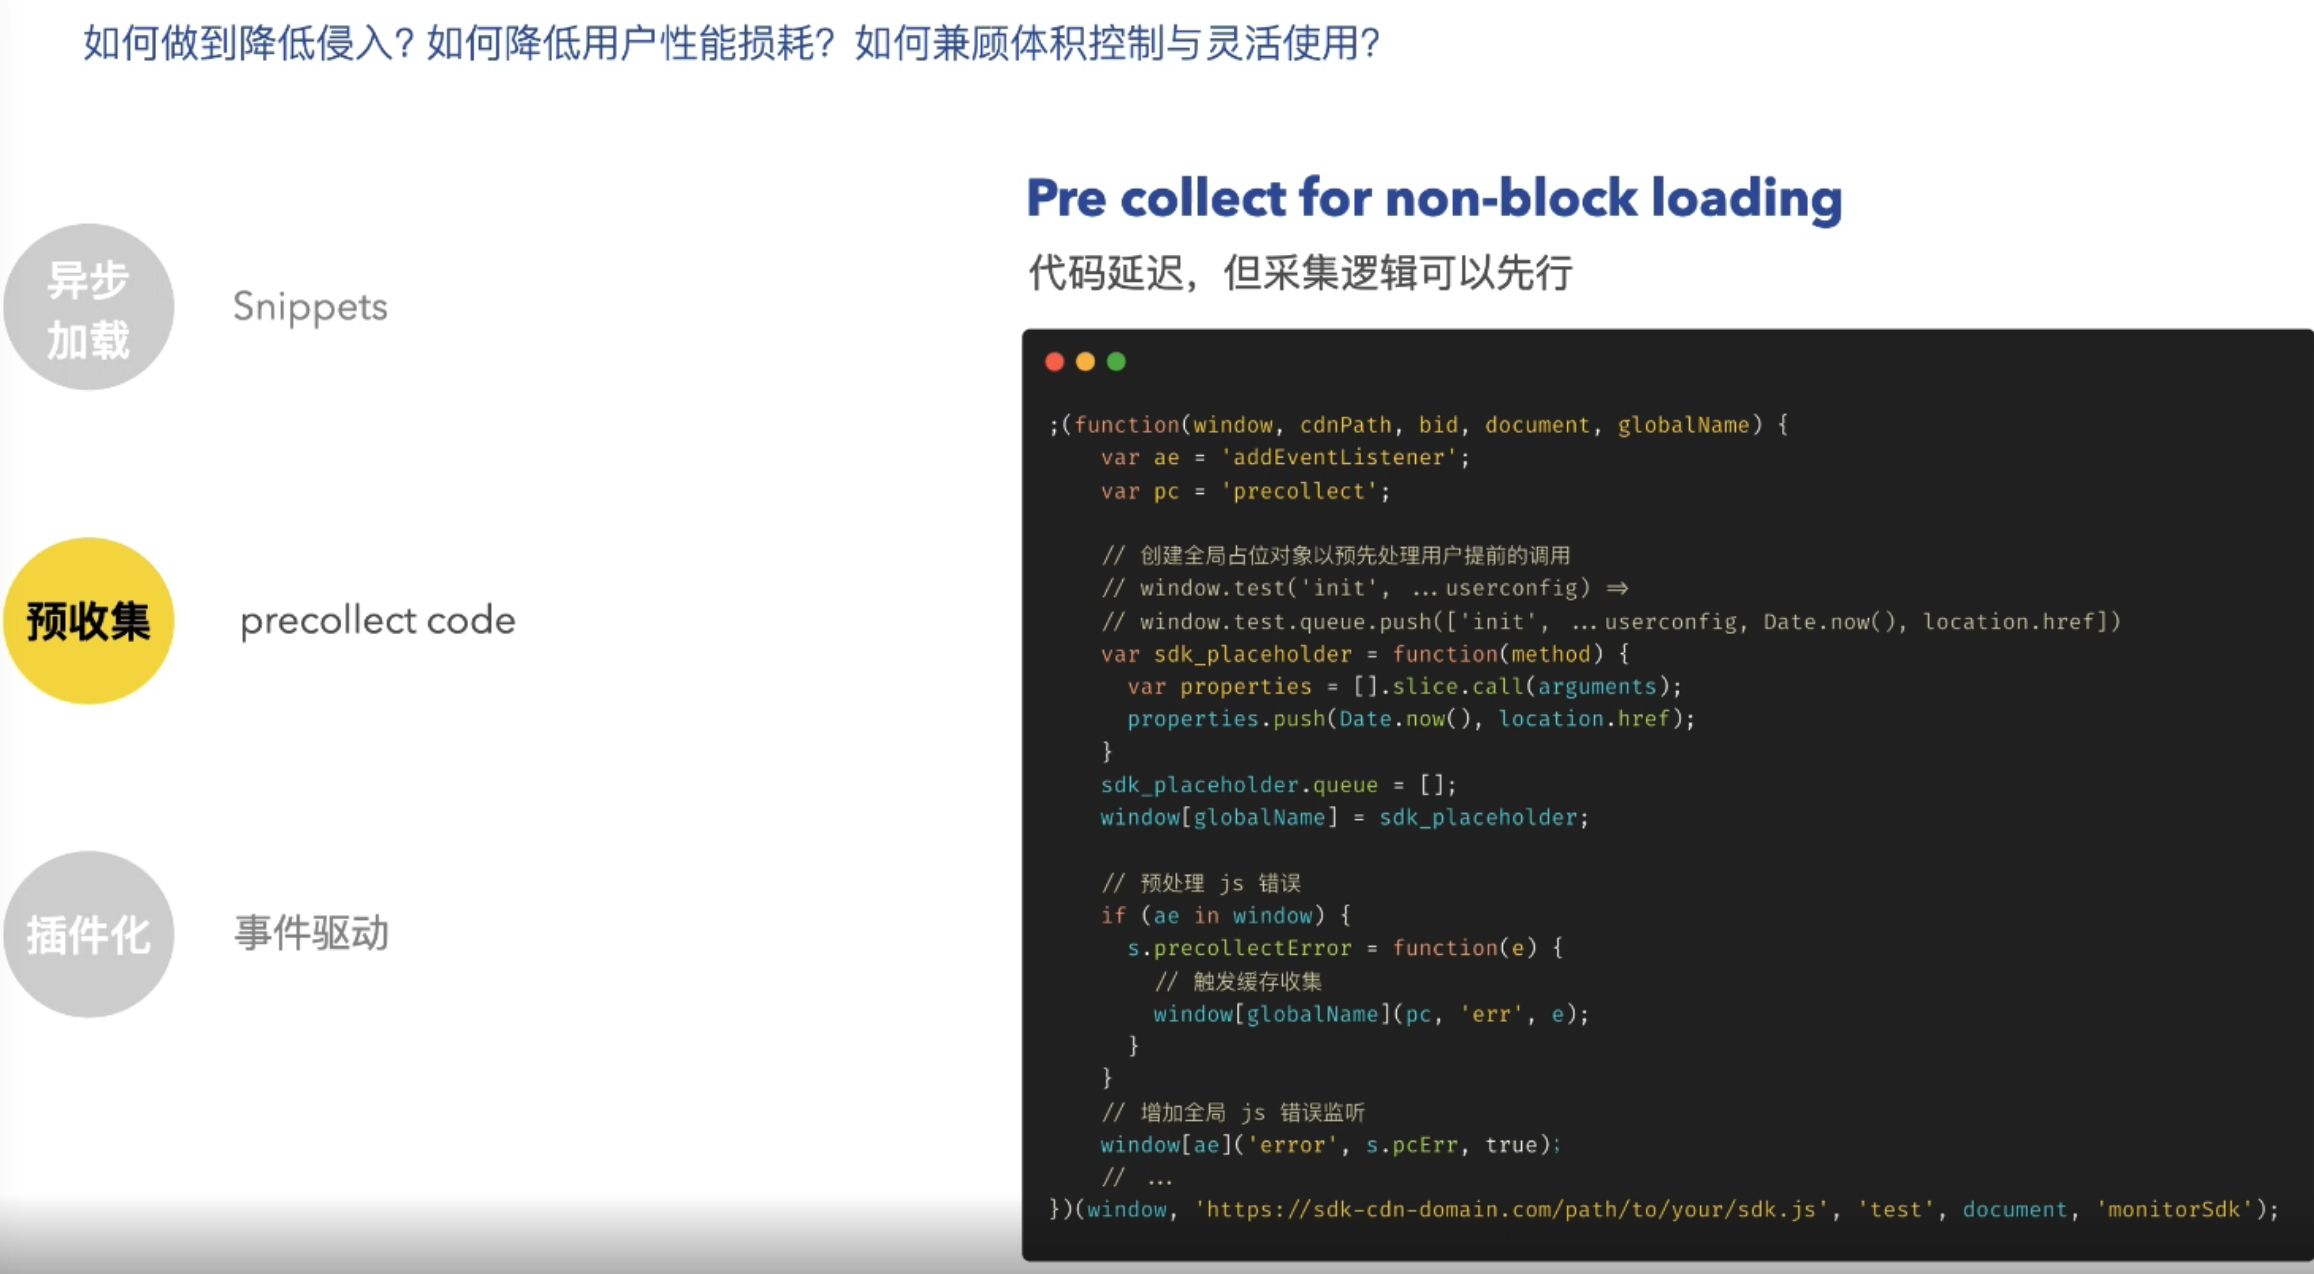 如何做到降低侵入？如何降低用户性能损耗？如何兼顾体积控制与灵活使用？
异步
加载
Snippets
预收集
precollect code
插件化
事件驱动
Pre collect for non-block loading
代码延迟，但采集逻辑可以先行
;(function(window, cdnPath, bid, document, globalName) {
    var ae = 'addEventListener';
    var pc = 'precollect';
    // 创建全局占位对象以预先处理用户提前的调用
    // window.test('init', ...userconfig) =>
    // window.test.queue.push(['init', ...userconfig, Date.now(), location.href])
    var sdk_placeholder = function(method) {
      var properties = [].slice.call(arguments);
      properties.push(Date.now(), location.href);
    }
    sdk_placeholder.queue = [];
    window[globalName] = sdk_placeholder;
    // 预处理 js 错误
    if (ae in window) {
      s.precollectError = function(e) {
        // 触发缓存收集
        window[globalName](pc, 'err', e);
      }
    }
    // 增加全局 js 错误监听
    window[ae]('error', s.pcErr, true);
    // ...
})(window, 'https://sdk-cdn-domain.com/path/to/your/sdk.js', 'test', document, 'monitorSdk');